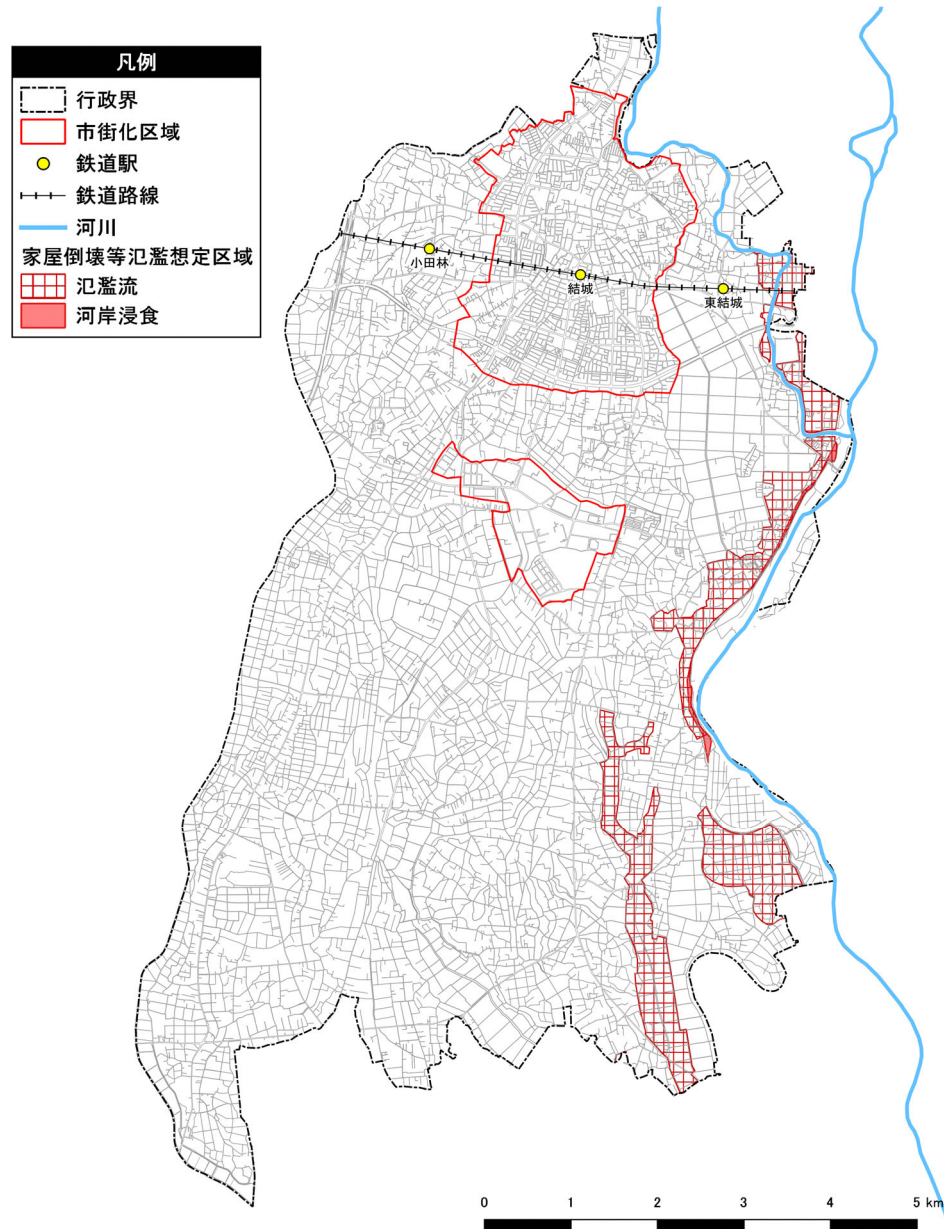 凡例
行政界
市街化区域
鉄道駅
鉄道路線
河川
家屋倒壊等氾濫想定区域
氾濫流
河岸浸食
小田林
結城
東結城
0 1 2 3 4 5 km